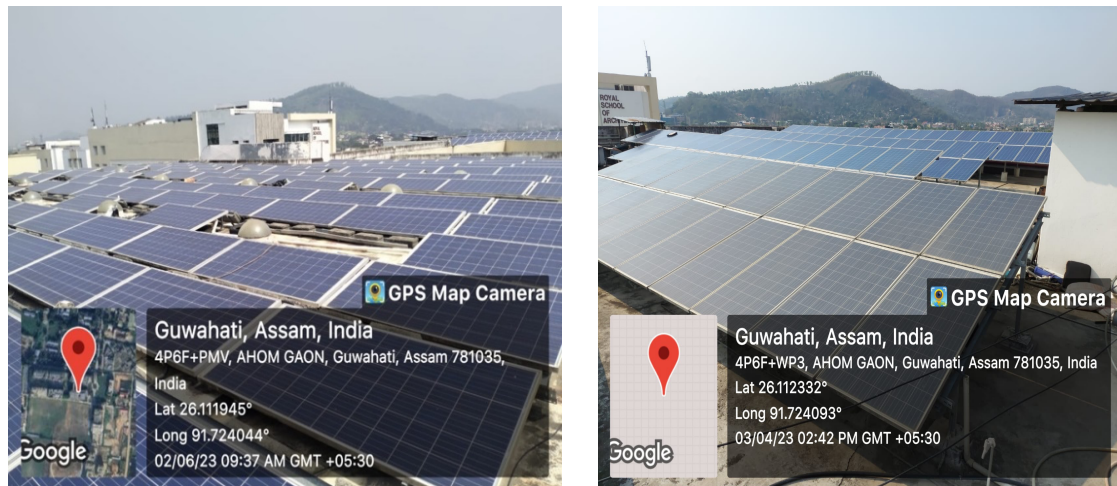 GPS Map Camera
Guwahati, Assam, India
4P6F+PMV, AHOM GAON, Guwahati, Assam 781035,
India
Lat 26.111945°
Long 91.724044°
02/06/23 09:37 AM GMT +05:30
Google
ROYAL
SCHOOL
OF
GPS Map Camera
Guwahati, Assam, India
4P6F+WP3, AHOM GAON, Guwahati, Assam 781035, India
Lat 26.112332°
Long 91.724093°
03/04/23 02:42 PM GMT +05:30
Google